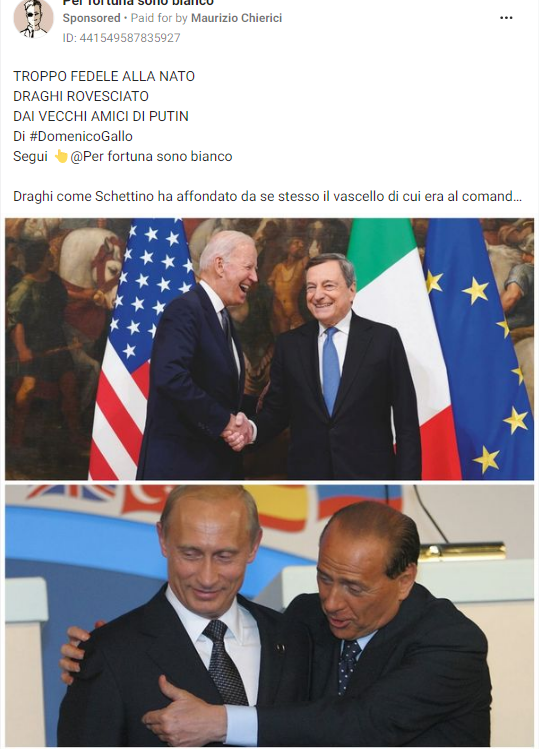 Per fortuna sono bianco
Sponsored • Paid for by Maurizio Chierici
ID: 441549587835927
TROPPO FEDELE ALLA NATO
DRAGHI ROVESCIATO
DAI VECCHI AMICI DI PUTIN
Di #DomenicoGallo
Segui 👆@Per fortuna sono bianco
Draghi come Schettino ha affondato da se stesso il vascello di cui era al comand…